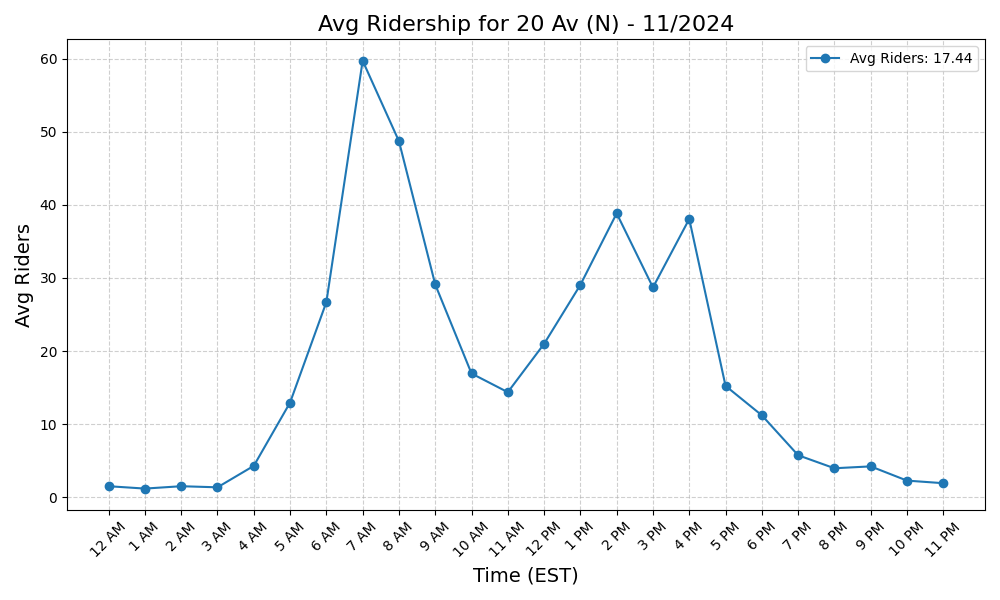 Avg Ridership for 20 Av (N) - 11/2024
Avg Riders: 17.44
60
50
40
30
20
10
0
Avg Riders
12 AM
1 AM
2 AM
3 AM
4 AM
5 AM
6 AM
7 AM
8 AM
9 AM
10 AM
11 AM
12 PM
1 PM
2 PM
3 PM
4 PM
5 PM
6 PM
7 PM
8 PM
9 PM
10 PM
11 PM
Time (EST)